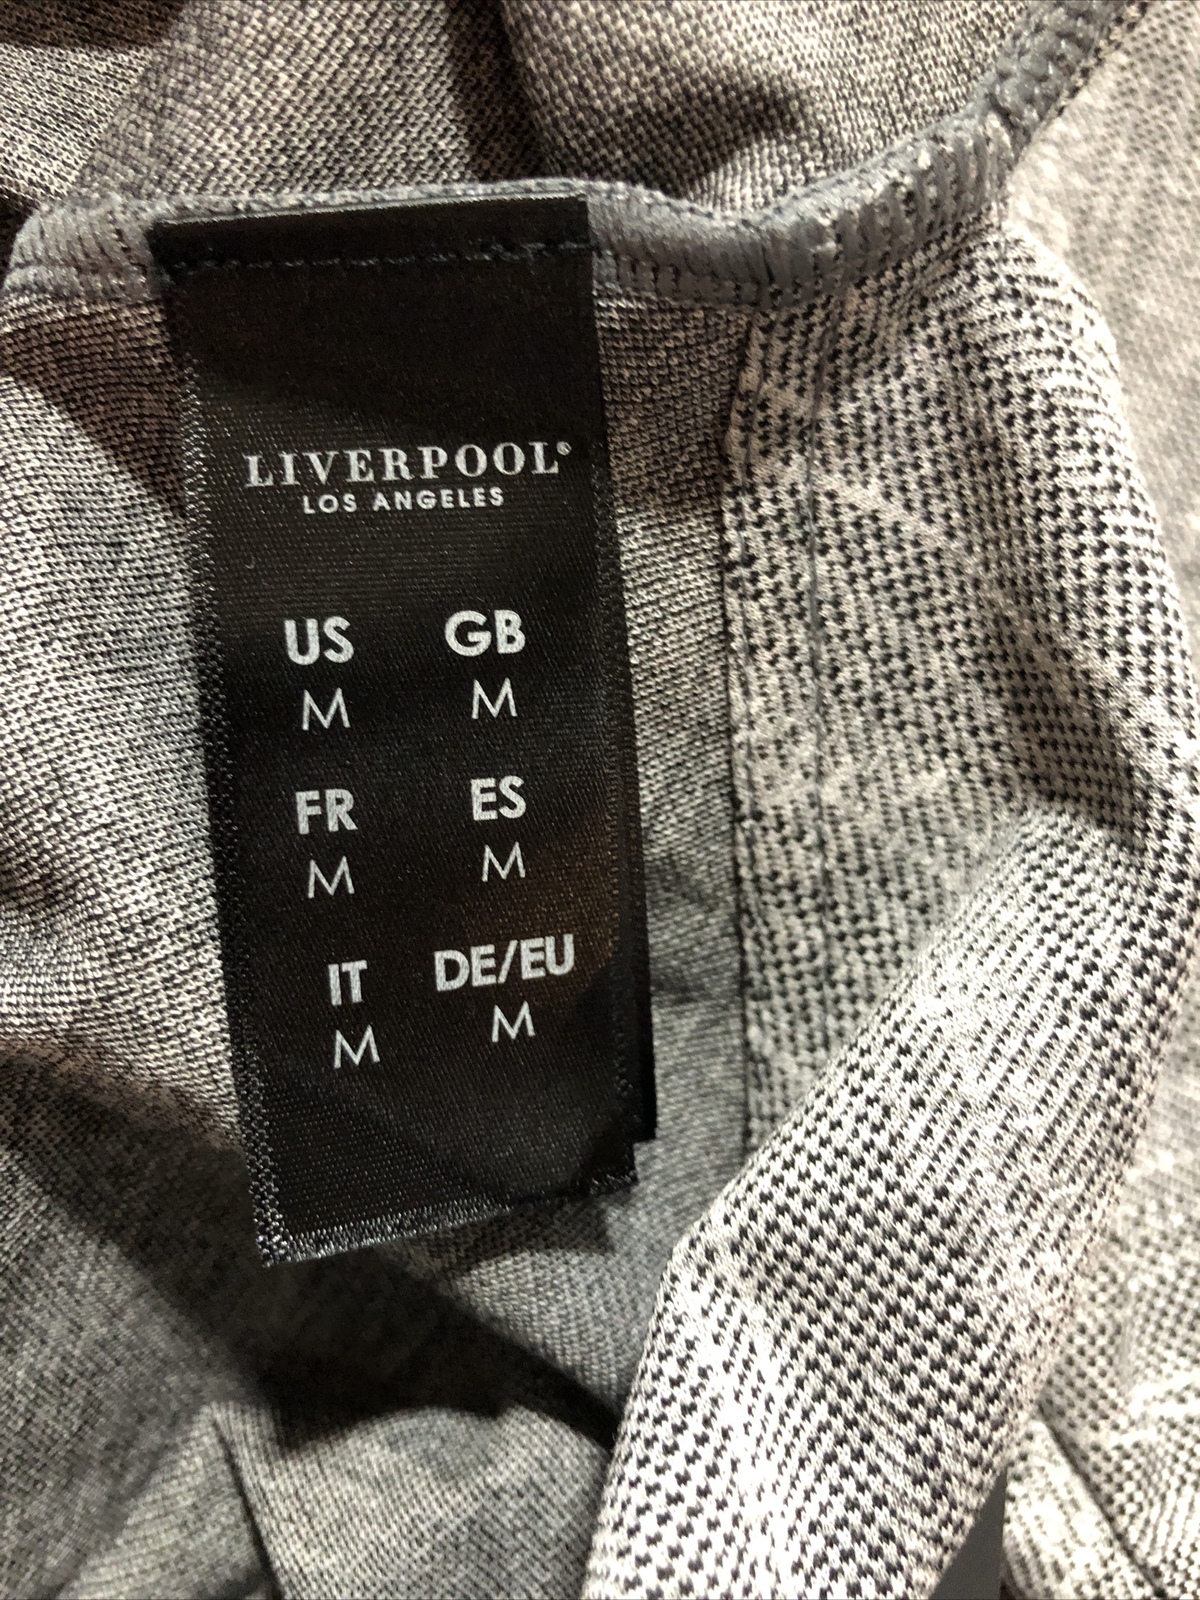 LIVERPOOL®
LOS ANGELES
US GB
M M
FR ES
M M
IT DE/EU
M M